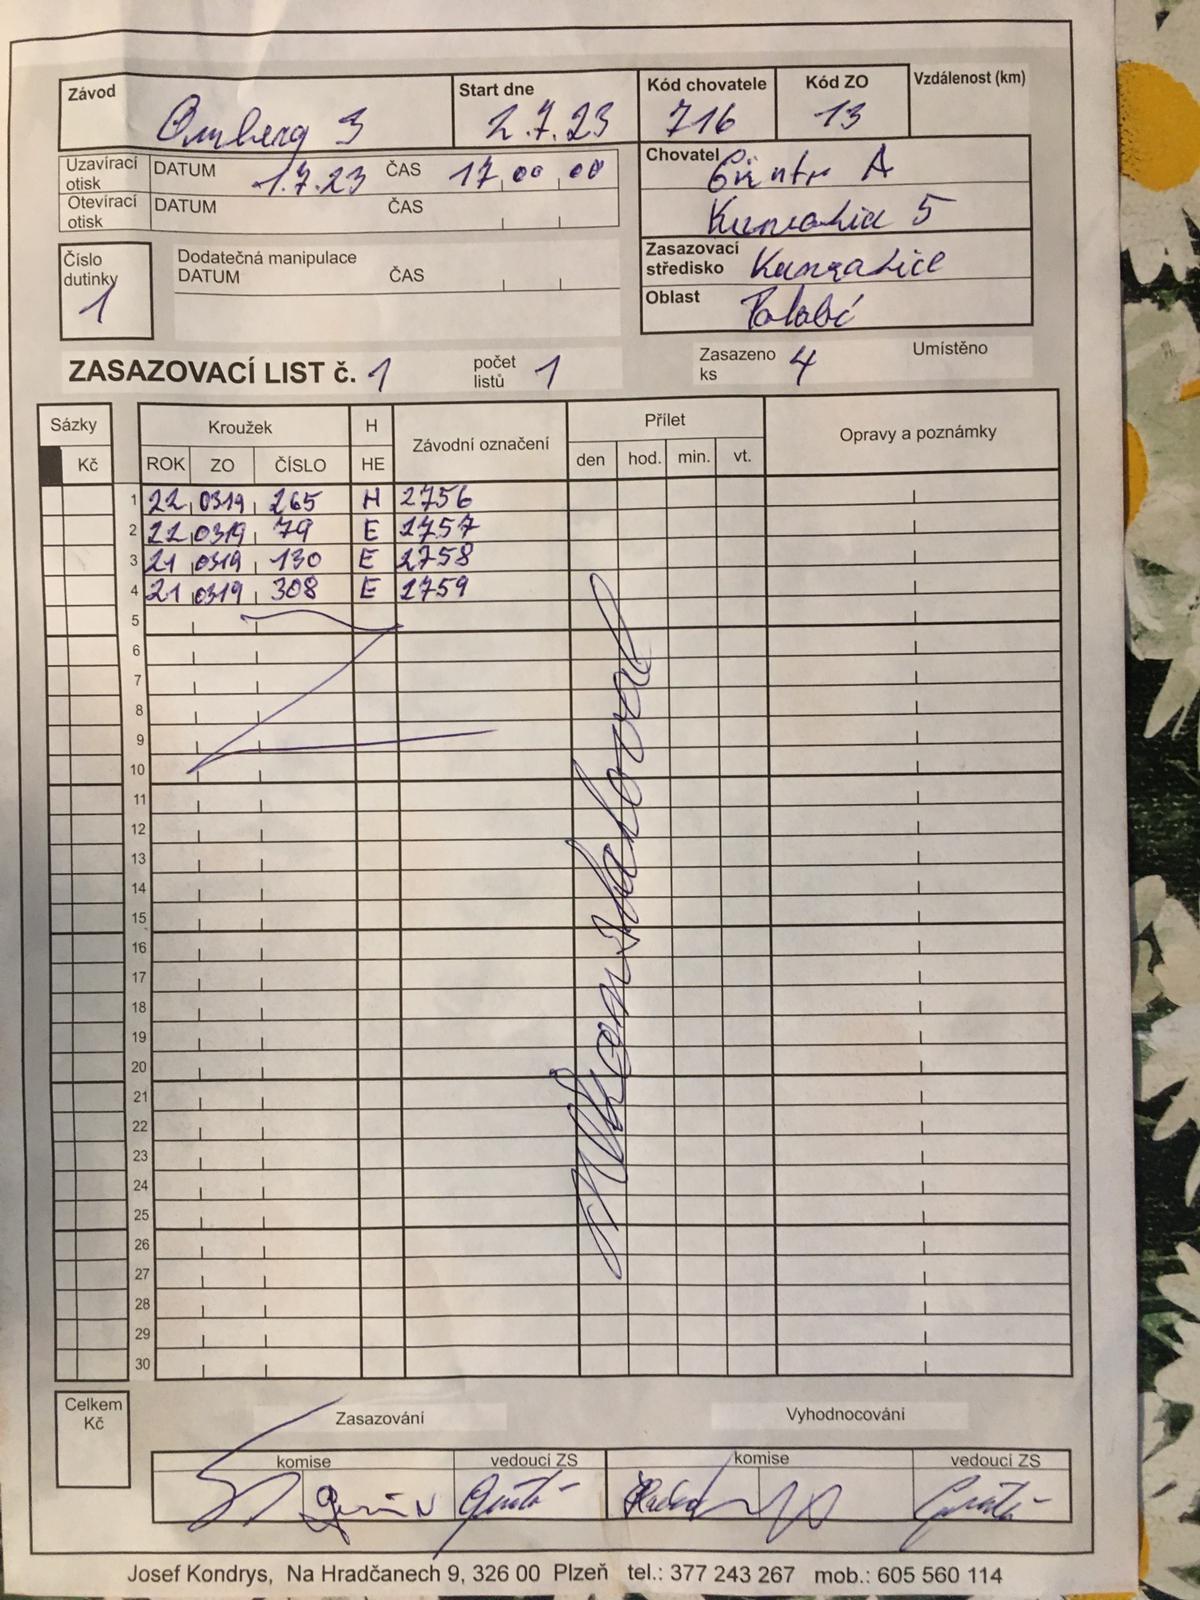 Závod Start dne Kód chovatele Kód ZO Vzdálenost (km)
Omberg 3 2.7.23 716 13
Uzavírací otisk DATUM 1.7.23 ČAS 17 00 00
Otevírací otisk DATUM ČAS
Chovatel Güntr A
5
Číslo dutinky 1
Dodatečná manipulace
DATUM ČAS
Zasazovací středisko
Oblast Polabí
ZASAZOVACÍ LIST č. 1 počet listů 1 Zasazeno ks 4 Umístěno
Sázky Kroužek H Závodní označení Přílet Opravy a poznámky
Kč ROK ZO ČÍSLO HE den hod. min. vt.
1 22 0319 265 H 2756
2 22 0319 79 E 2757
3 21 0319 130 E 2758
4 21 0319 308 E 2759
5
6
7
8
9
10
11
12
13
14
15
16
17
18
19
20
21
22
23
24
25
26
27
28
29
30
Celkem Kč
Zasazování Vyhodnocování
komise vedoucí ZS komise vedoucí ZS
Josef Kondrys, Na Hradčanech 9, 326 00 Plzeň tel.: 377 243 267 mob.: 605 560 114